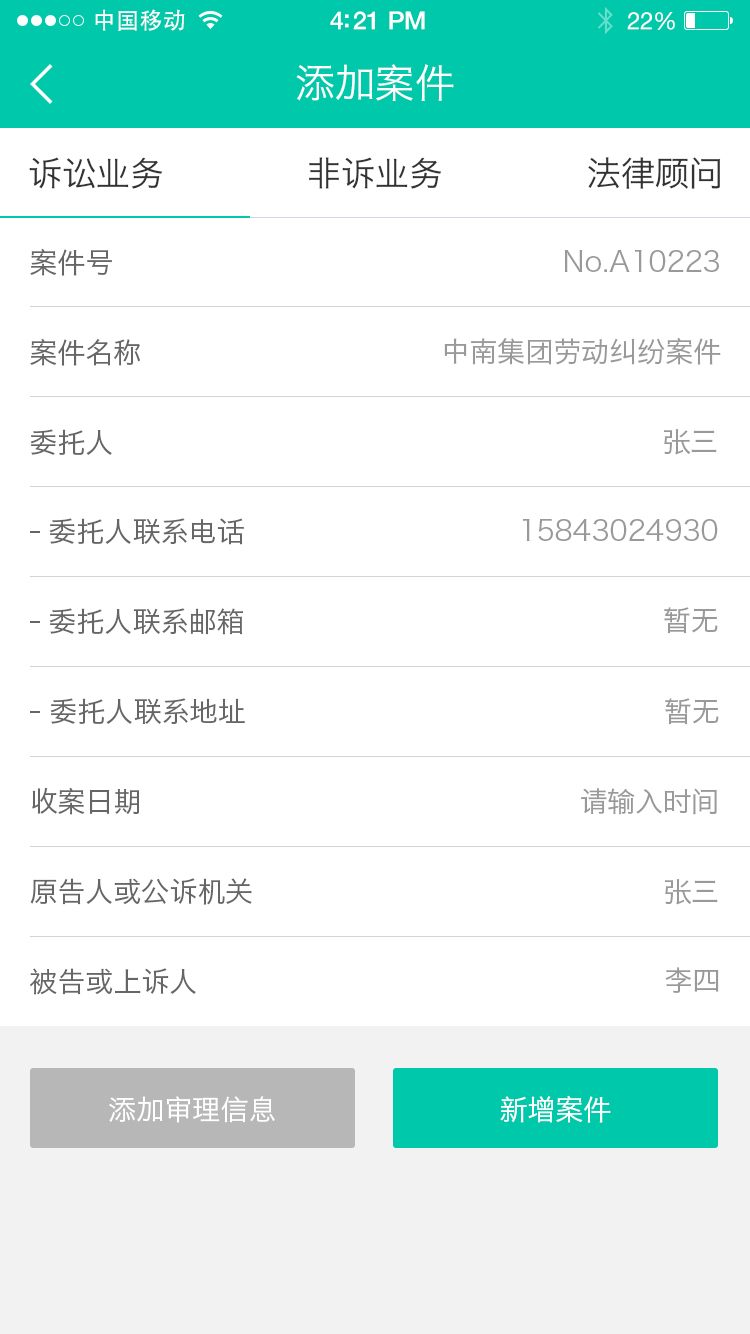 中国移动 4:21 PM 22%
添加案件
诉讼业务 非诉业务 法律顾问
案件号 No.A10223
案件名称 中南集团劳动纠纷案件
委托人 张三
- 委托人联系电话 15843024930
- 委托人联系邮箱 暂无
- 委托人联系地址 暂无
收案日期 请输入时间
原告人或公诉机关 张三
被告或上诉人 李四
添加审理信息 新增案件